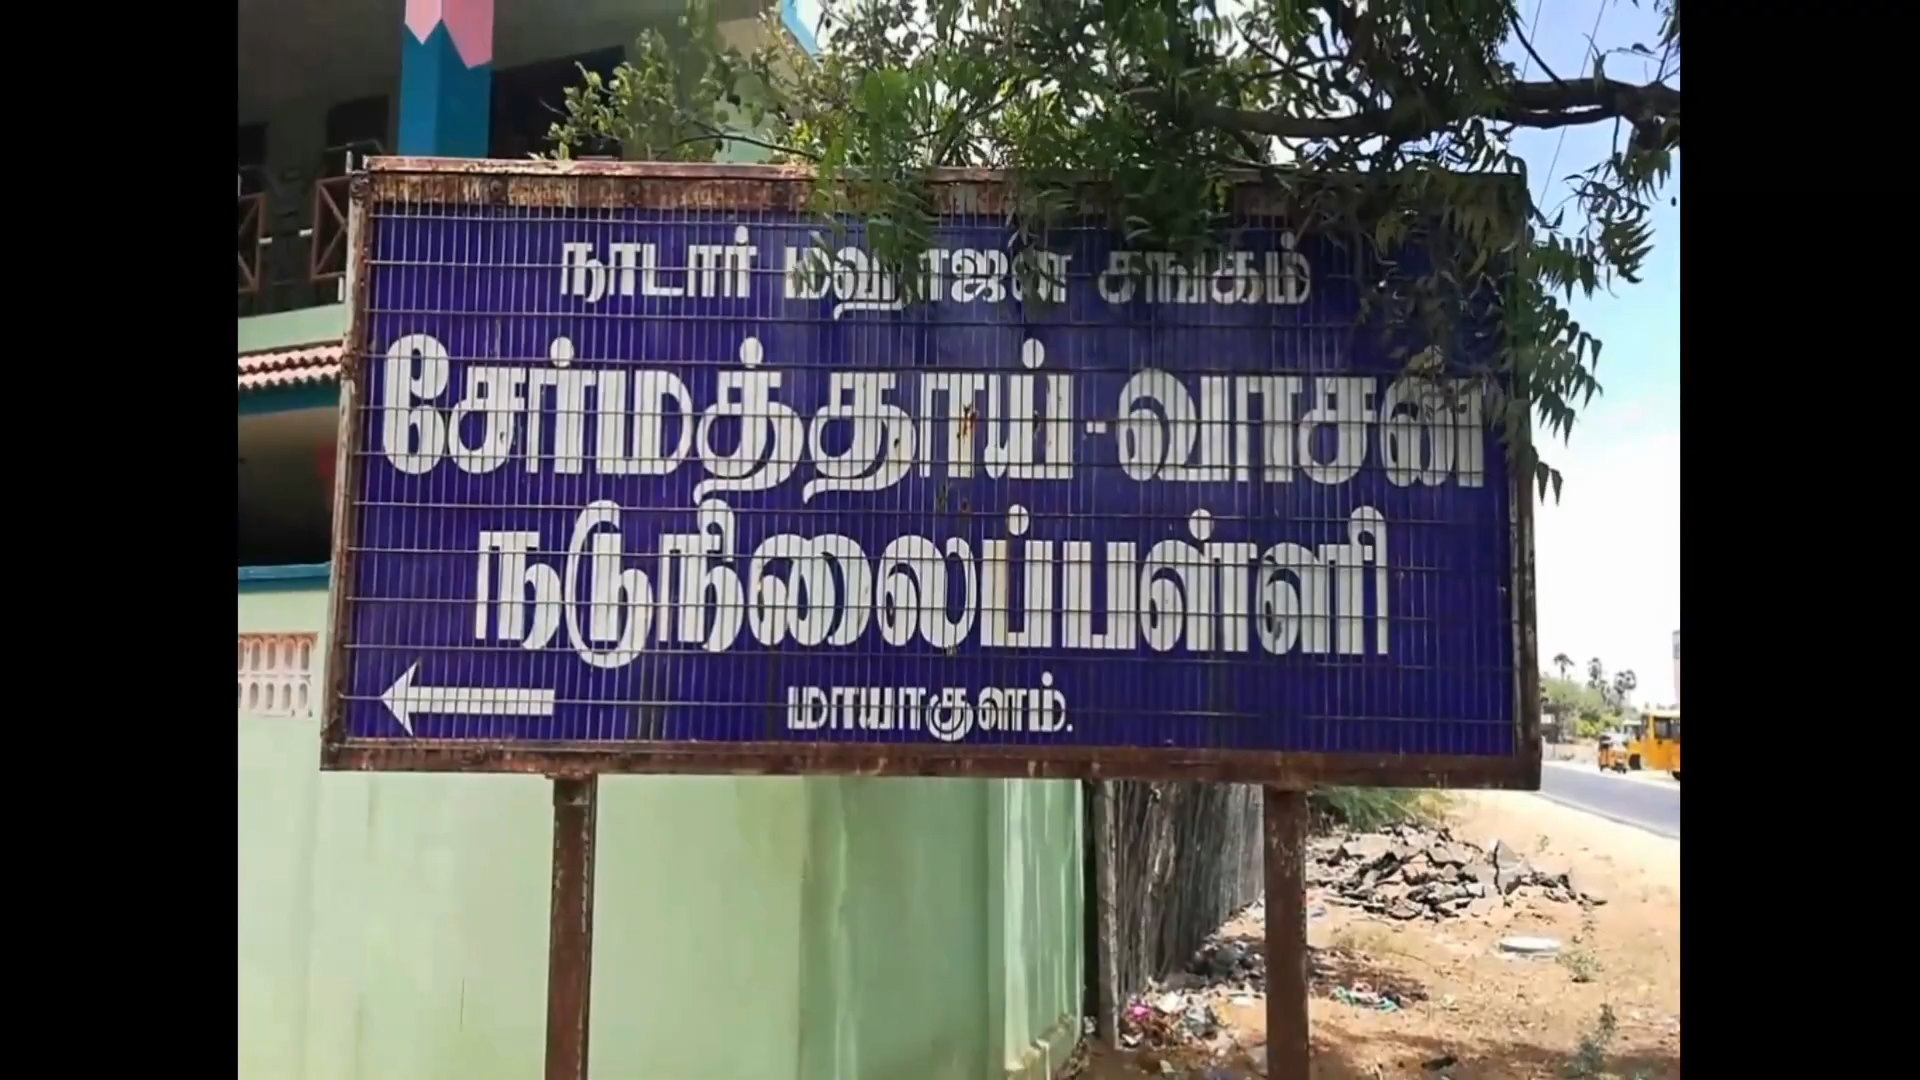 நாடார் மஹாஜன சங்கம்
சேர்மத்தாய் - வாசன்
நடுநிலைப்பள்ளி
மாயாகுளம்.